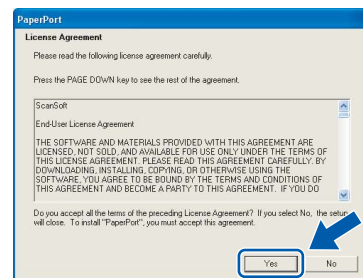 PaperPort
License Agreement
Please read the following license agreement carefully.
Press the PAGE DOWN key to see the rest of the agreement.
ScanSoft
End-User License Agreement
THE SOFTWARE AND MATERIALS PROVIDED WITH THIS AGREEMENT ARE
LICENSED, NOT SOLD, AND AVAILABLE FOR USE ONLY UNDER THE TERMS OF
THIS LICENSE AGREEMENT. PLEASE READ THIS AGREEMENT CAREFULLY. BY
DOWNLOADING, INSTALLING, COPYING, OR OTHERWISE USING THE
SOFTWARE, YOU AGREE TO BE BOUND BY THE TERMS AND CONDITIONS OF
THIS AGREEMENT AND BECOME A PARTY TO THIS AGREEMENT. IF YOU DO
Do you accept all the terms of the preceding License Agreement? If you select No, the setup
will close. To install "PaperPort", you must accept this agreement.
Yes
No